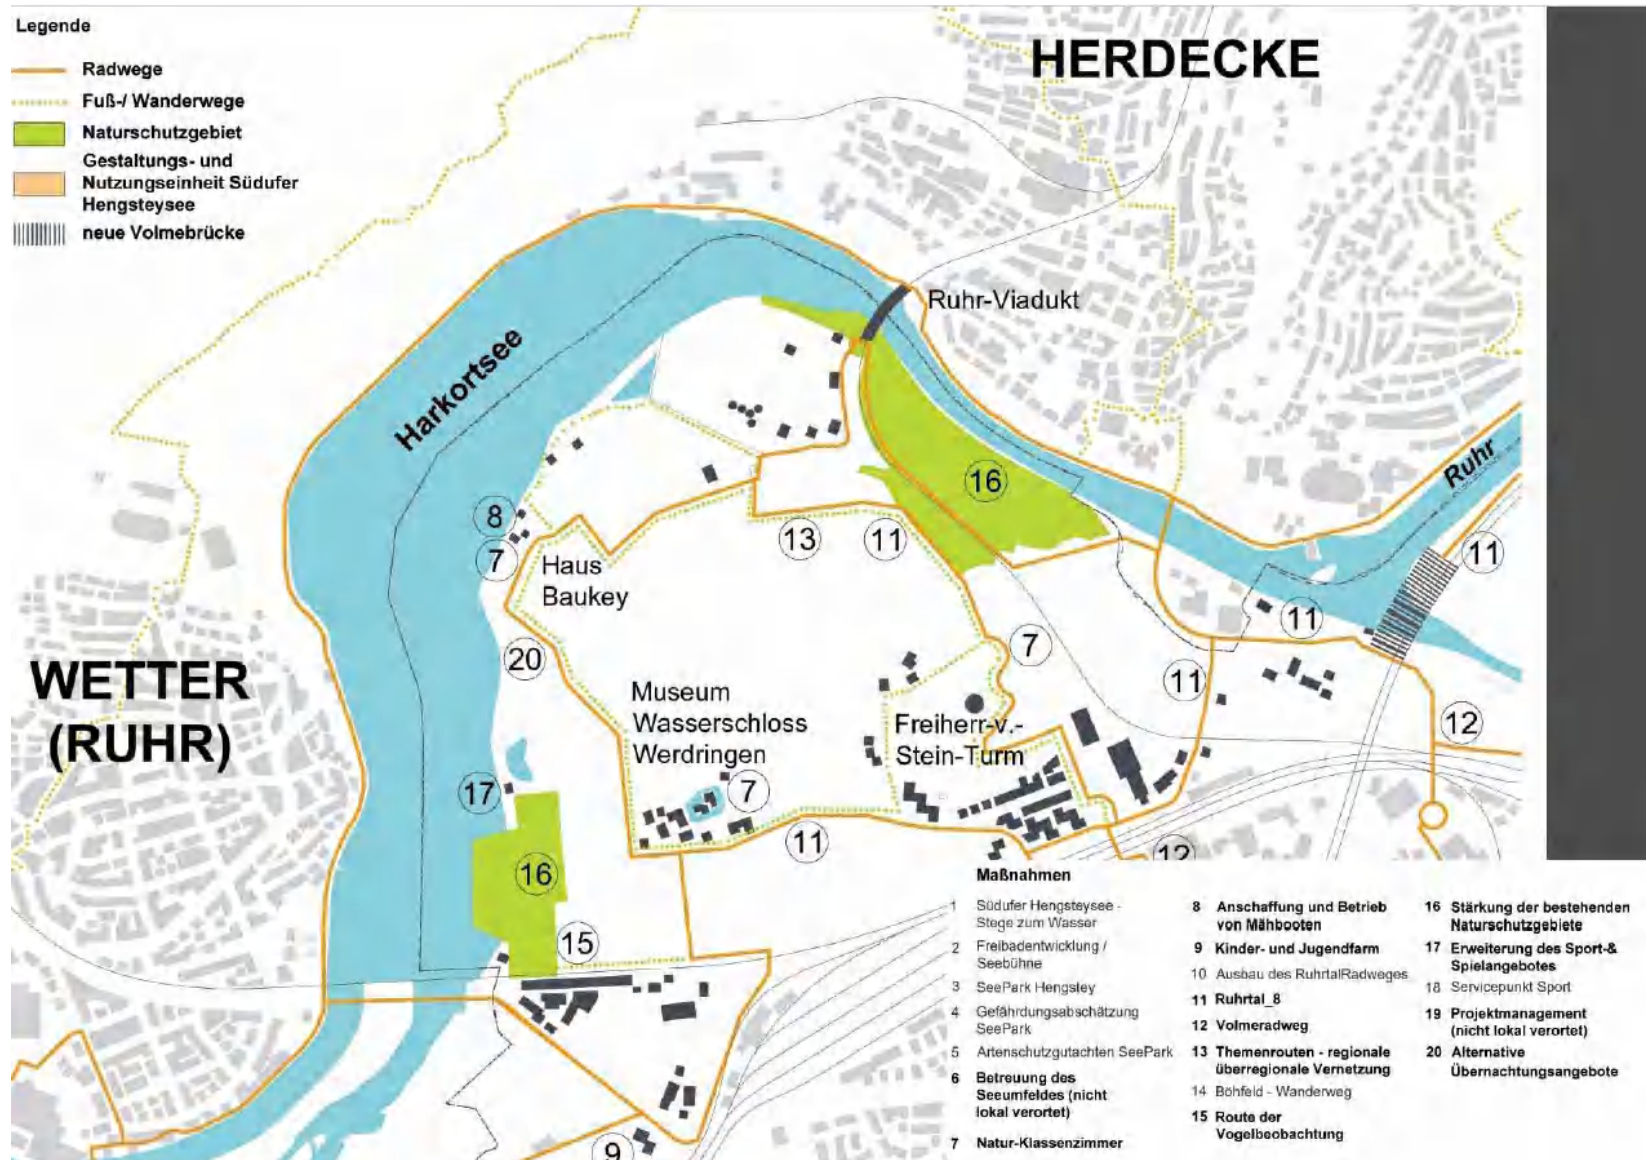 Legende
Radwege
Fuß-/ Wanderwege
Naturschutzgebiet
Gestaltungs- und
Nutzungseinheit Südufer
Hengsteysee
neue Volmebrücke
HERDECKE
Ruhr-Viadukt
Harkortsee
Ruhr
16
8
7
13
11
11
Haus
Baukey
11
20
7
11
WETTER
(RUHR)
Museum
Wasserschloss
Werdringen
Freiherr-v.-
Stein-Turm
12
17
7
11
12
16
15
9
Maßnahmen
1 Südufer Hengsteysee -
Stege zum Wasser
2 Freibadentwicklung /
Seebühne
3 SeePark Hengstey
4 Gefährdungsabschätzung
SeePark
5 Artenschutzgutachten SeePark
6 Betreuung des
Seeumfeldes (nicht
lokal verortet)
7 Natur-Klassenzimmer
8 Anschaffung und Betrieb
von Mähbooten
9 Kinder- und Jugendfarm
10 Ausbau des RuhrtalRadweges
11 Ruhrtal_8
12 Volmeradweg
13 Themenrouten - regionale
überregionale Vernetzung
14 Böhfeld - Wanderweg
15 Route der
Vogelbeobachtung
16 Stärkung der bestehenden
Naturschutzgebiete
17 Erweiterung des Sport-&
Spielangebotes
18 Servicepunkt Sport
19 Projektmanagement
(nicht lokal verortet)
20 Alternative
Übernachtungsangebote